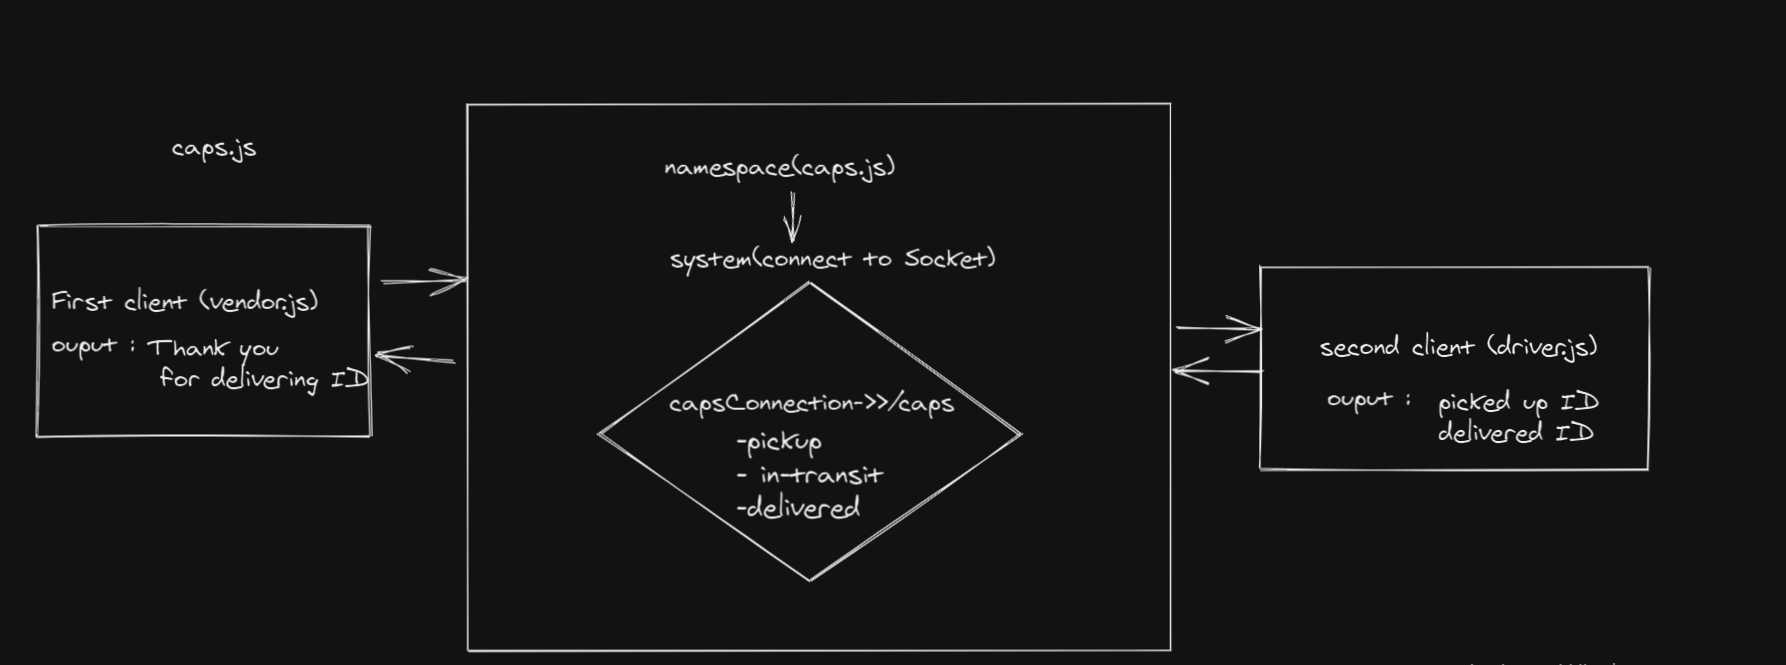 caps.js
namespace(caps.js)
system(connect to Socket)
First client (vendor.js)
ouput : Thank you
for delivering ID
capsConnection->>/caps
-pickup
- in-transit
-delivered
second client (driver.js)
ouput : picked up ID
delivered ID